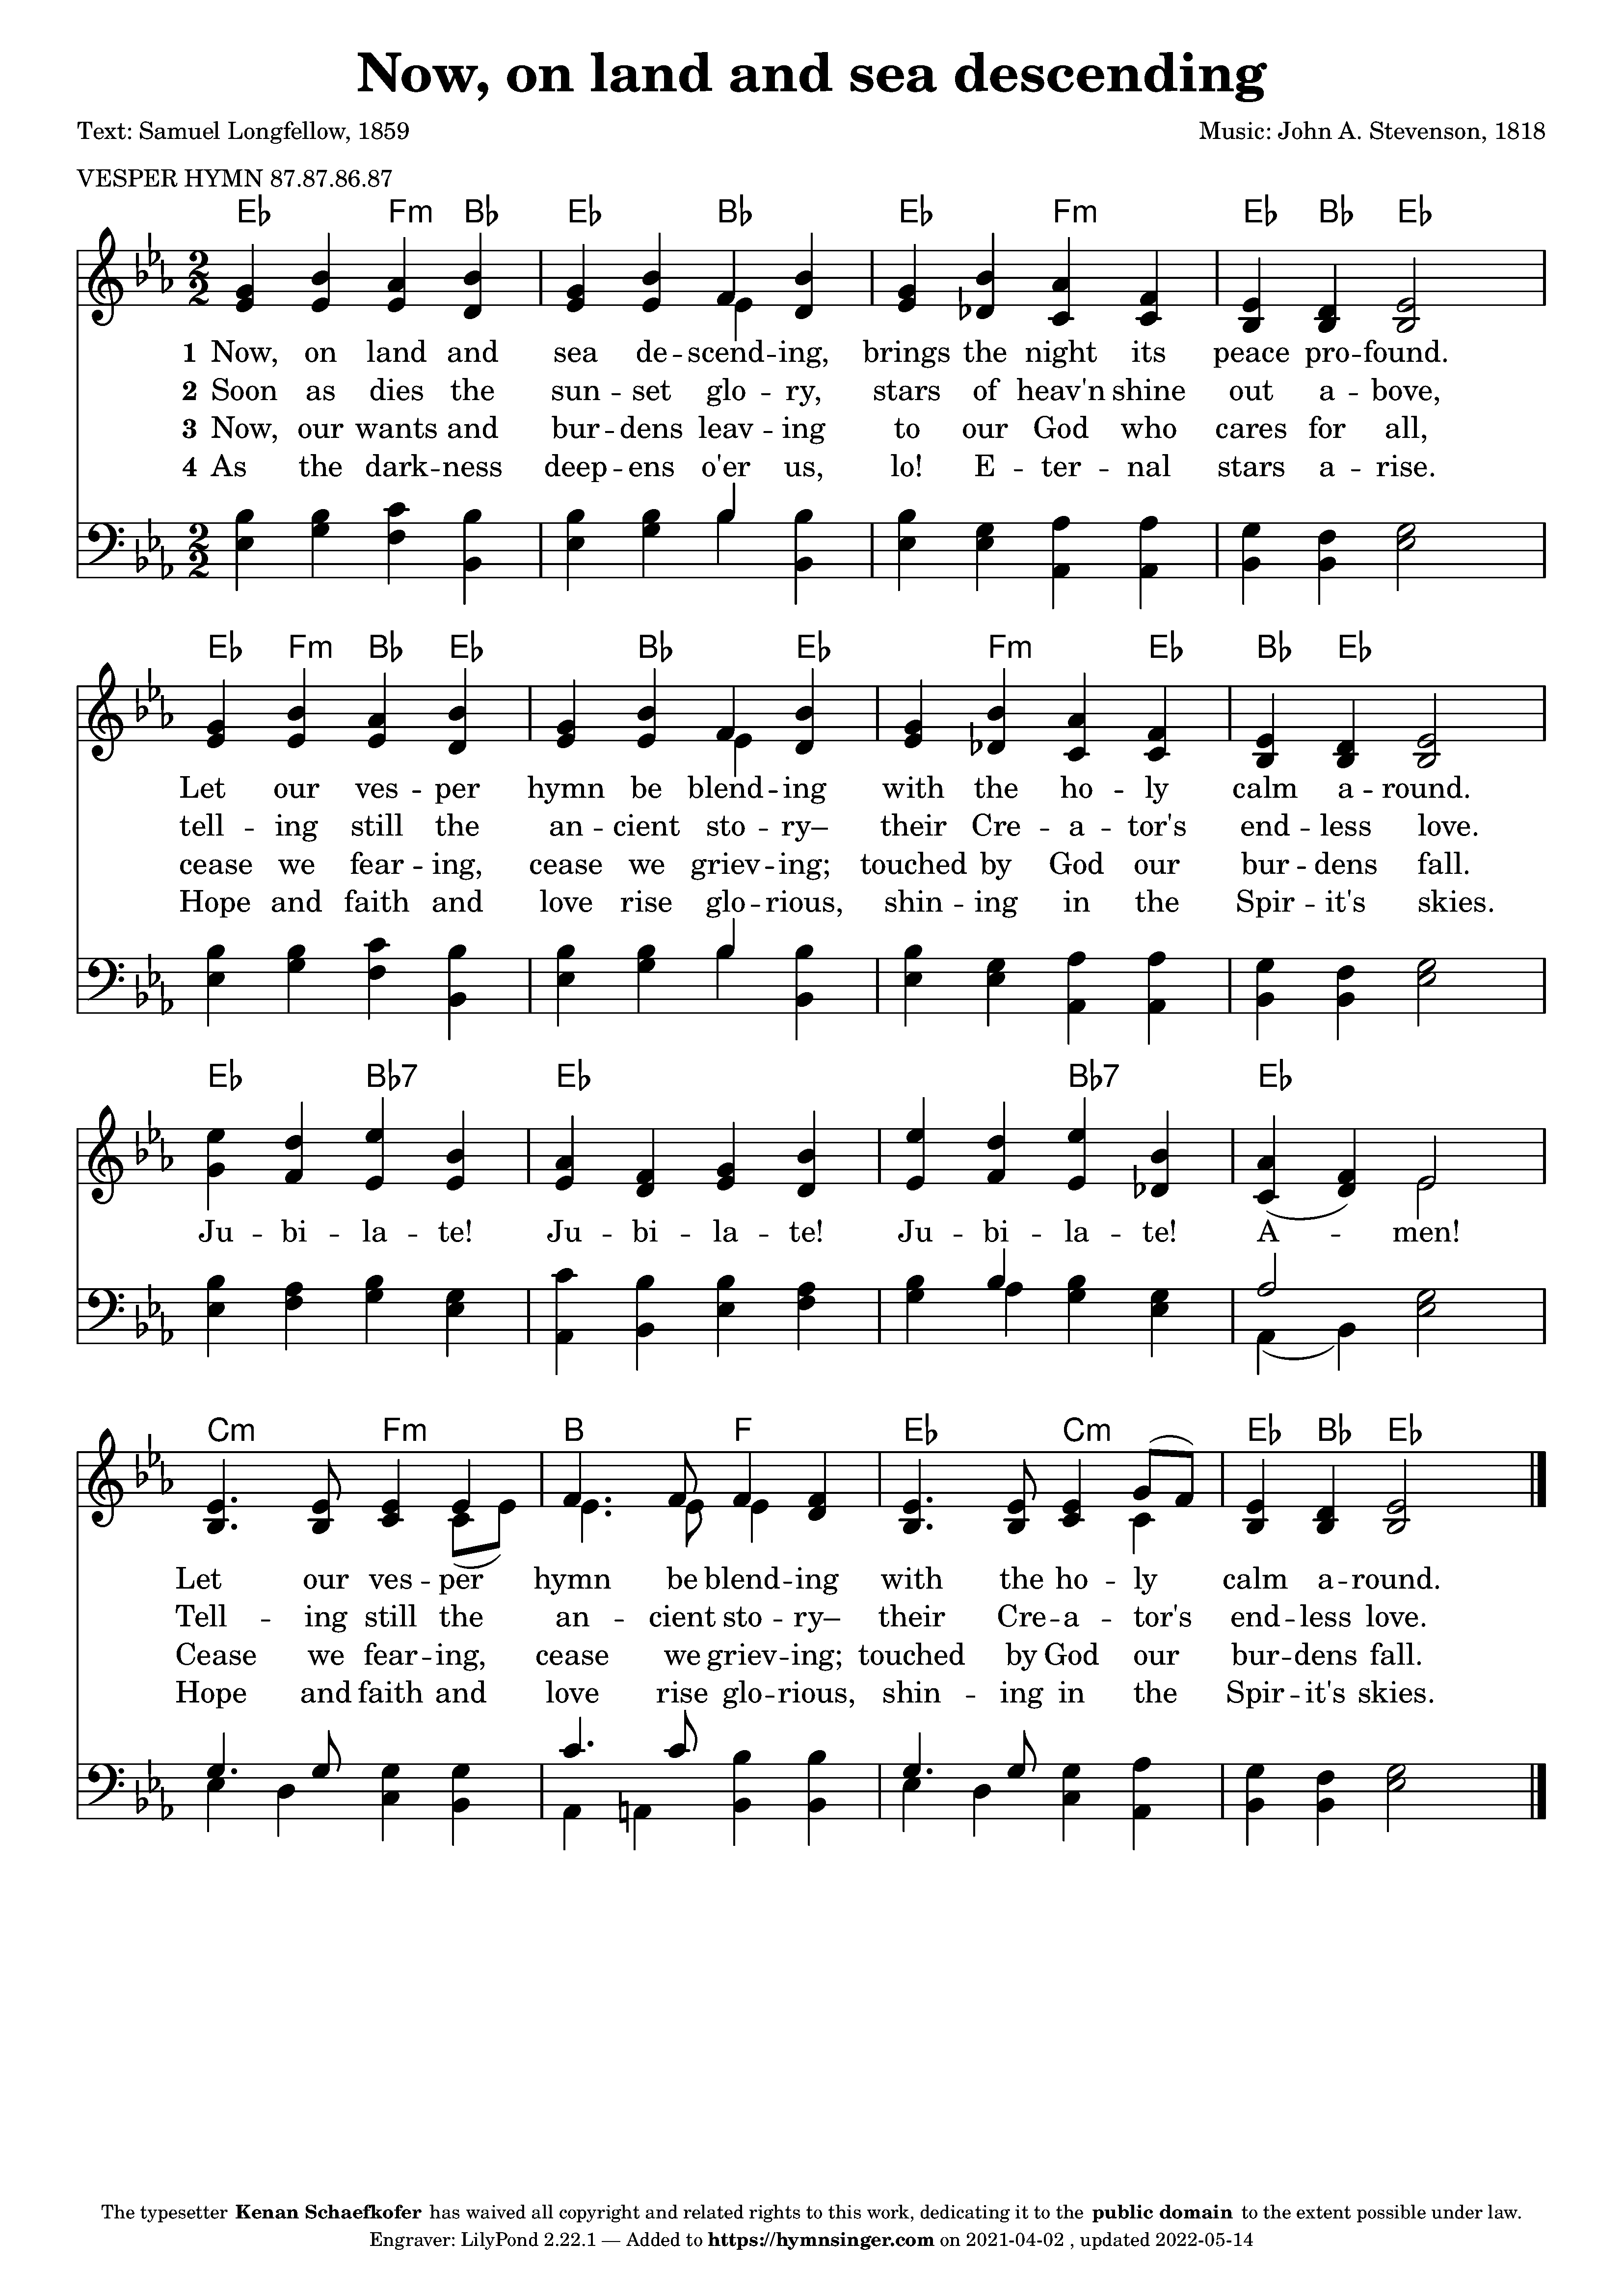 Now, on land and sea descending
Text: Samuel Longfellow, 1859
Music: John A. Stevenson, 1818
VESPER HYMN 87.87.86.87
E♭ Fm B♭ E♭ B♭ E♭ Fm E♭ B♭ E♭
2 2
1 Now, on land and sea de -- scend -- ing, brings the night its peace pro -- found.
2 Soon as dies the sun -- set glo -- ry, stars of heav'n shine out a -- bove,
3 Now, our wants and bur -- dens leav -- ing to our God who cares for all,
4 As the dark -- ness deep -- ens o'er us, lo! E -- ter -- nal stars a -- rise.
2 2
E♭ Fm B♭ E♭ B♭ E♭ Fm E♭ B♭ E♭
Let our ves -- per hymn be blend -- ing with the ho -- ly calm a -- round.
tell -- ing still the an -- cient sto -- ry– their Cre -- a -- tor's end -- less love.
cease we fear -- ing, cease we griev -- ing; touched by God our bur -- dens fall.
Hope and faith and love rise glo -- rious, shin -- ing in the Spir -- it's skies.
E♭ B♭7 E♭ B♭7 E♭
Ju -- bi -- la -- te! Ju -- bi -- la -- te! Ju -- bi -- la -- te! A -- men!
Cm Fm B F E♭ Cm E♭ B♭ E♭
Let our ves -- per hymn be blend -- ing with the ho -- ly calm a -- round.
Tell -- ing still the an -- cient sto -- ry– their Cre -- a -- tor's end -- less love.
Cease we fear -- ing, cease we griev -- ing; touched by God our bur -- dens fall.
Hope and faith and love rise glo -- rious, shin -- ing in the Spir -- it's skies.
The typesetter Kenan Schaefkofer has waived all copyright and related rights to this work, dedicating it to the public domain to the extent possible under law.
Engraver: LilyPond 2.22.1 — Added to https://hymnsinger.com on 2021-04-02 , updated 2022-05-14